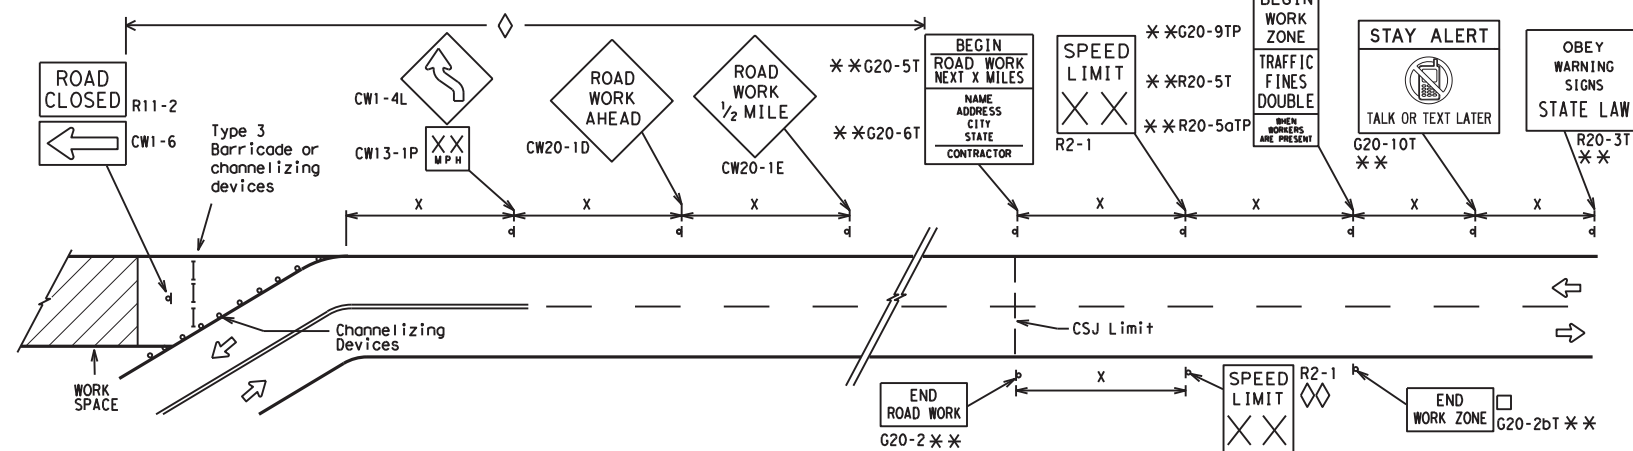 ROAD
CLOSED
R11-2
CW1-6
Type 3
Barricade or
channelizing
devices
CW1-4L
XX
MPH
CW13-1P
ROAD
WORK
AHEAD
CW20-1D
ROAD
WORK
1/2 MILE
CW20-1E
* *G20-5T
* *G20-6T
BEGIN
ROAD WORK
NEXT X MILES
NAME
ADDRESS
CITY
STATE
CONTRACTOR
SPEED
LIMIT
X X
R2-1
* *G20-9TP
* *R20-5T
* *R20-5aTP
BEGIN
WORK
ZONE
TRAFFIC
FINES
DOUBLE
WHEN
WORKERS
ARE PRESENT
STAY ALERT
TALK OR TEXT LATER
G20-10T
* *
OBEY
WARNING
SIGNS
STATE LAW
R20-3T
* *
X
X
X
X
X
X
X
Channelizing
Devices
CSJ Limit
WORK
SPACE
X
END
ROAD WORK
G20-2 * *
SPEED
LIMIT
X X
R2-1
END
WORK ZONE
G20-2bT * *